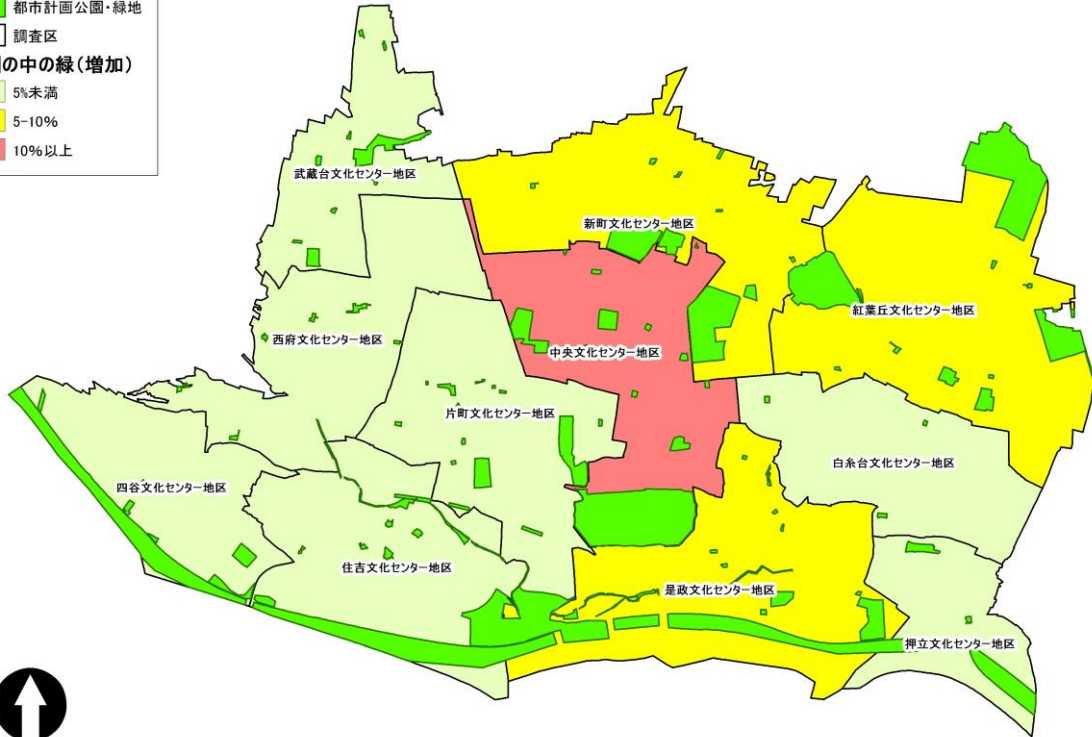 都市計画公園・緑地
調査区
の中の緑(増加)
5%未満
5-10%
10%以上
武蔵台文化センター地区
新町文化センター地区
紅葉丘文化センター地区
西府文化センター地区
中央文化センター地区
片町文化センター地区
白糸台文化センター地区
四谷文化センター地区
住吉文化センター地区
是政文化センター地区
押立文化センター地区